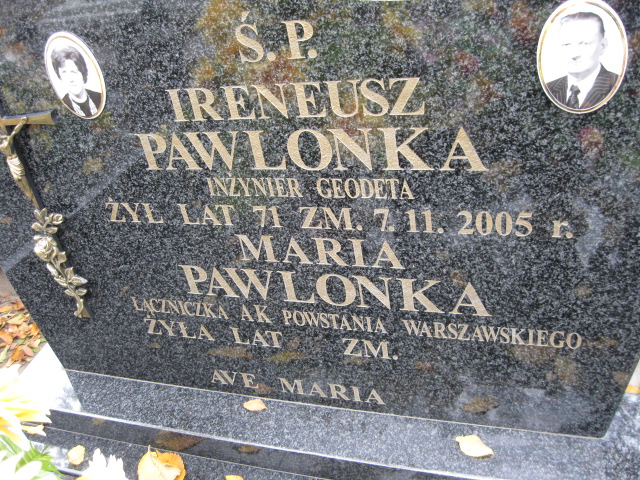 Ś. P.
IRENEUSZ
PAWLONKA
INŻYNIER GEODETA
ŻYŁ LAT 71 ZM. 7.11. 2005 r.
MARIA
PAWLONKA
ŁĄCZNICZKA AK POWSTANIA WARSZAWSKIEGO
ŻYŁA LAT ZM.
AVE MARIA